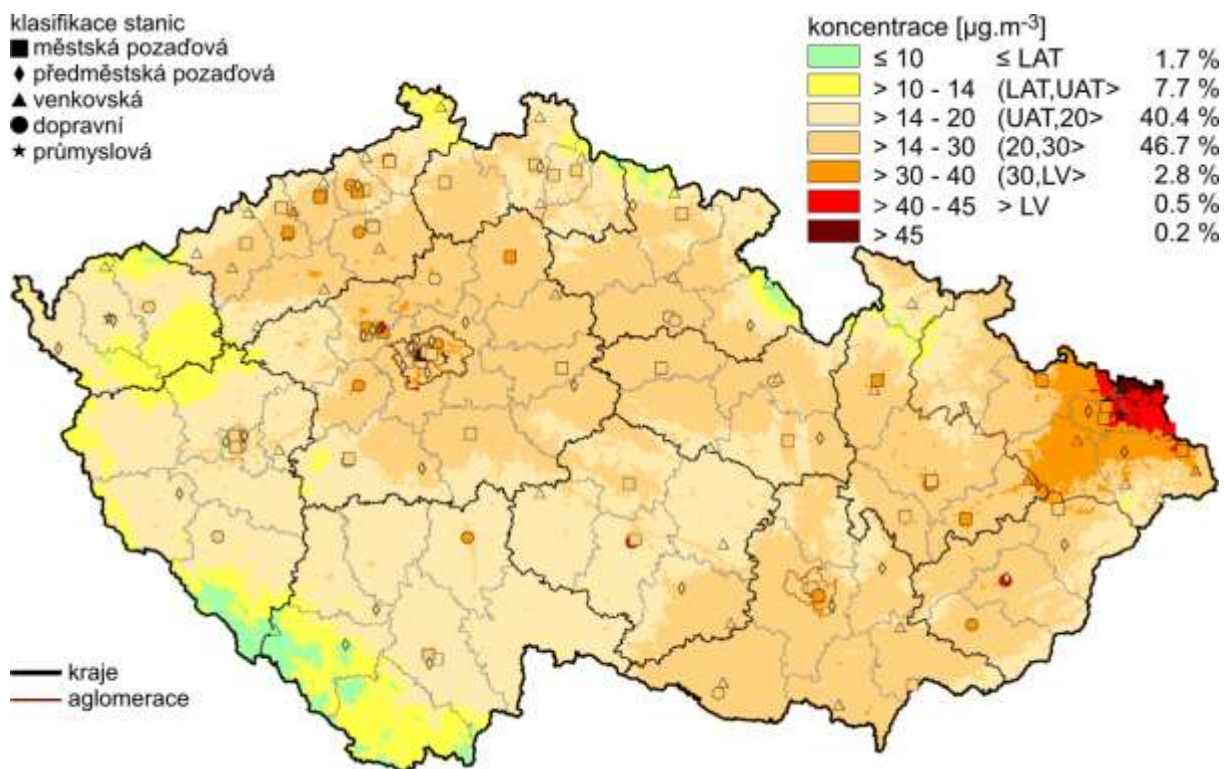 klasifikace stanic
městská pozaďová
předměstská pozaďová
venkovská
dopravní
průmyslová
koncentrace [µg.m-3]
≤ 10 ≤ LAT 1.7 %
> 10 - 14 (LAT,UAT> 7.7 %
> 14 - 20 (UAT,20> 40.4 %
> 14 - 30 (20,30> 46.7 %
> 30 - 40 (30,LV> 2.8 %
> 40 - 45 > LV 0.5 %
> 45 0.2 %
kraje
aglomerace